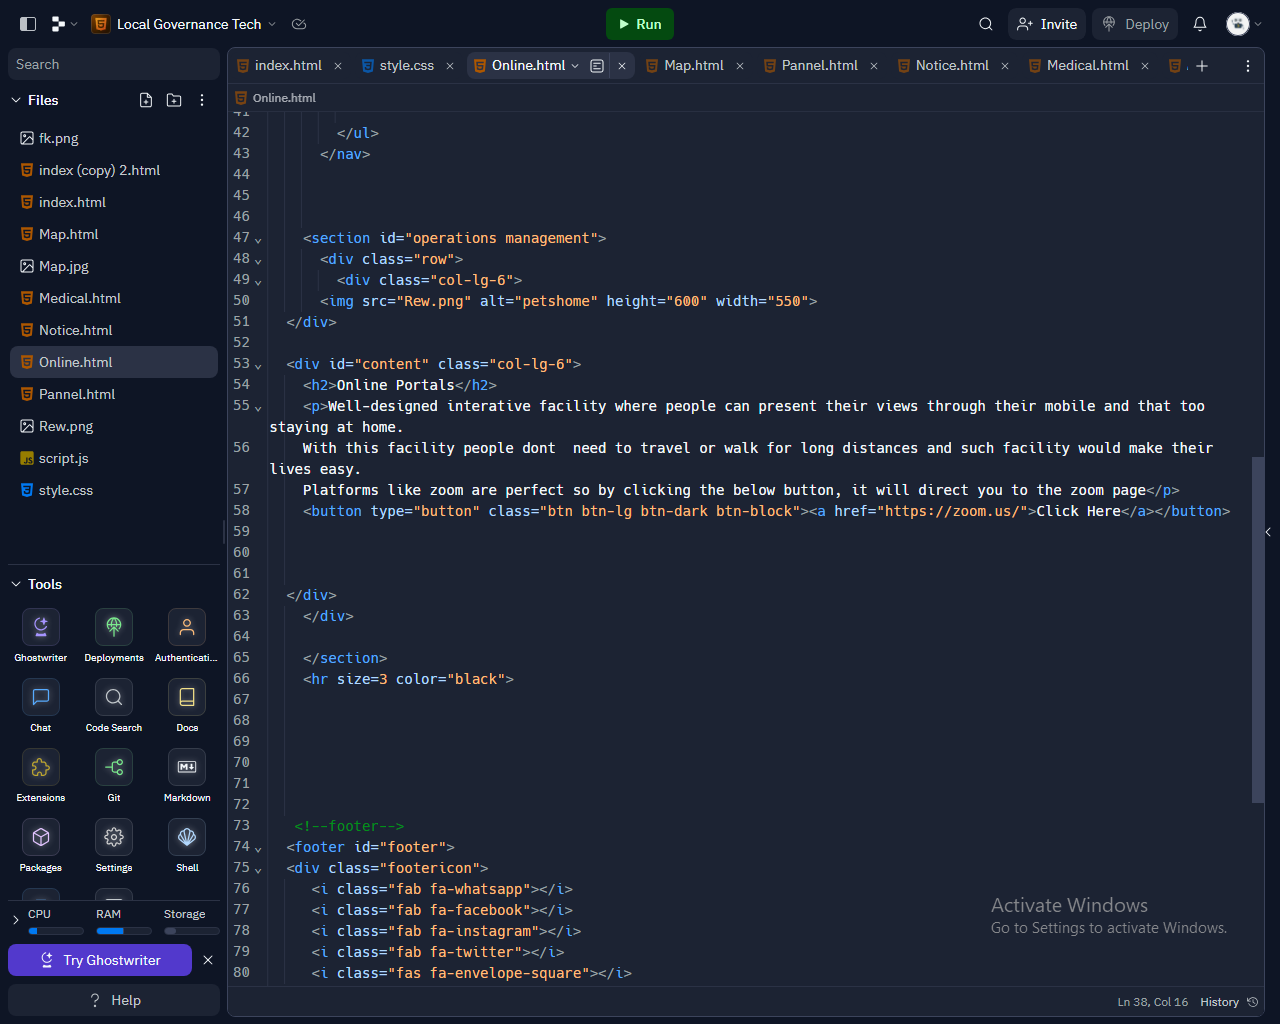 Local Governance Tech
Run
Invite
Deploy
Search
index.html
style.css
Online.html
Map.html
Pannel.html
Notice.html
Medical.html
Files
fk.png
index (copy) 2.html
index.html
Map.html
Map.jpg
Medical.html
Notice.html
Online.html
Pannel.html
Rew.png
script.js
style.css
Tools
Ghostwriter
Deployments
Authenticati...
Chat
Code Search
Docs
Extensions
Git
Markdown
Packages
Settings
Shell
CPU
RAM
Storage
Try Ghostwriter
? Help
Online.html
41
42 </ul>
43 </nav>
44
45
46
47 <section id="operations management">
48 <div class="row">
49 <div class="col-lg-6">
50 <img src="Rew.png" alt="petshome" height="600" width="550">
51 </div>
52
53 <div id="content" class="col-lg-6">
54 <h2>Online Portals</h2>
55 <p>Well-designed interative facility where people can present their views through their mobile and that too
staying at home.
56 With this facility people dont  need to travel or walk for long distances and such facility would make their
lives easy.
57 Platforms like zoom are perfect so by clicking the below button, it will direct you to the zoom page</p>
58 <button type="button" class="btn btn-lg btn-dark btn-block"><a href="https://zoom.us/">Click Here</a></button>
59
60
61
62 </div>
63 </div>
64
65 </section>
66 <hr size=3 color="black">
67
68
69
70
71
72
73 <!--footer-->
74 <footer id="footer">
75 <div class="footericon">
76 <i class="fab fa-whatsapp"></i>
77 <i class="fab fa-facebook"></i>
78 <i class="fab fa-instagram"></i>
79 <i class="fab fa-twitter"></i>
80 <i class="fas fa-envelope-square"></i>
Activate Windows
Go to Settings to activate Windows.
Ln 38, Col 16 History